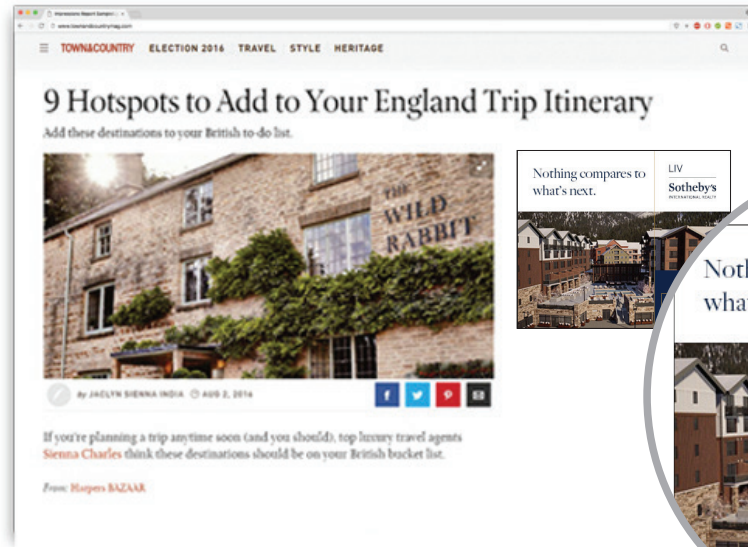 www.townandcountrymag.com
TOWN&COUNTRY ELECTION 2016 TRAVEL STYLE HERITAGE
9 Hotspots to Add to Your England Trip Itinerary
Add these destinations to your British to-do list.
THE
WILD
RABBIT
Nothing compares to
what's next.
LIV
Sotheby's
INTERNATIONAL REALTY
Noth
what
By JACLYN SIENNA INDIA AUG 2, 2016
If you're planning a trip anytime soon (and you should), top luxury travel agents
Sienna Charles think these destinations should be on your British bucket list.
From: Harpers BAZAAR